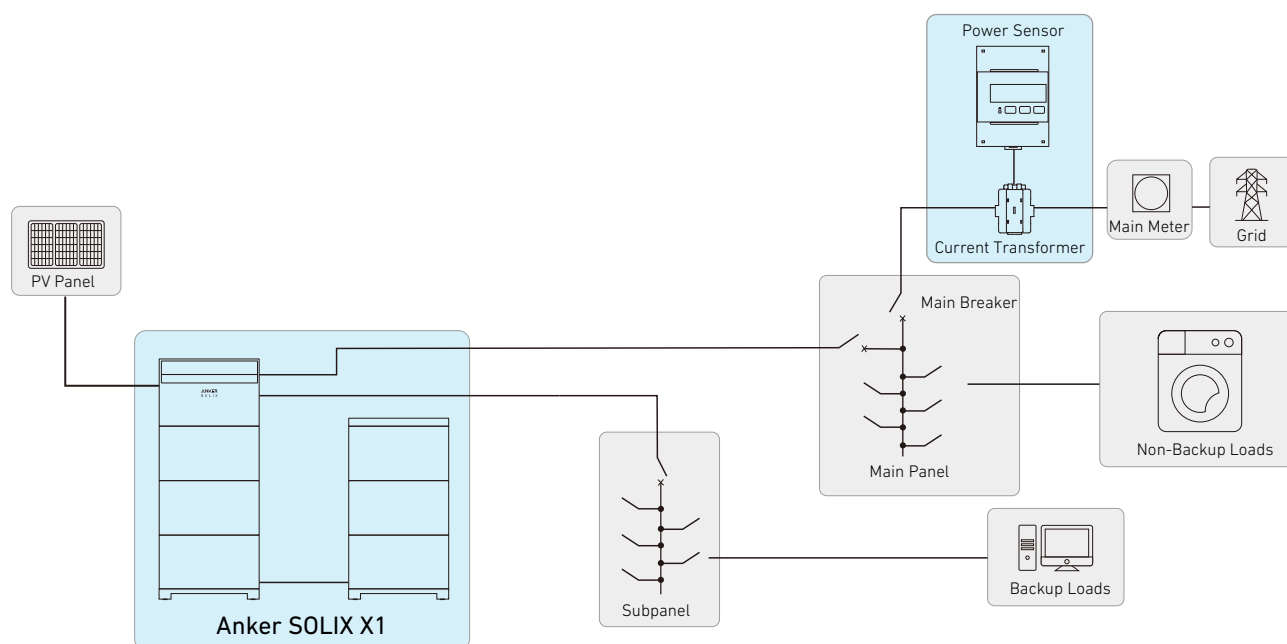 Power Sensor
Current Transformer
Main Meter
Grid
PV Panel
Main Breaker
ANKER
SOLIX
Main Panel
Non-Backup Loads
Subpanel
Backup Loads
Anker SOLIX X1